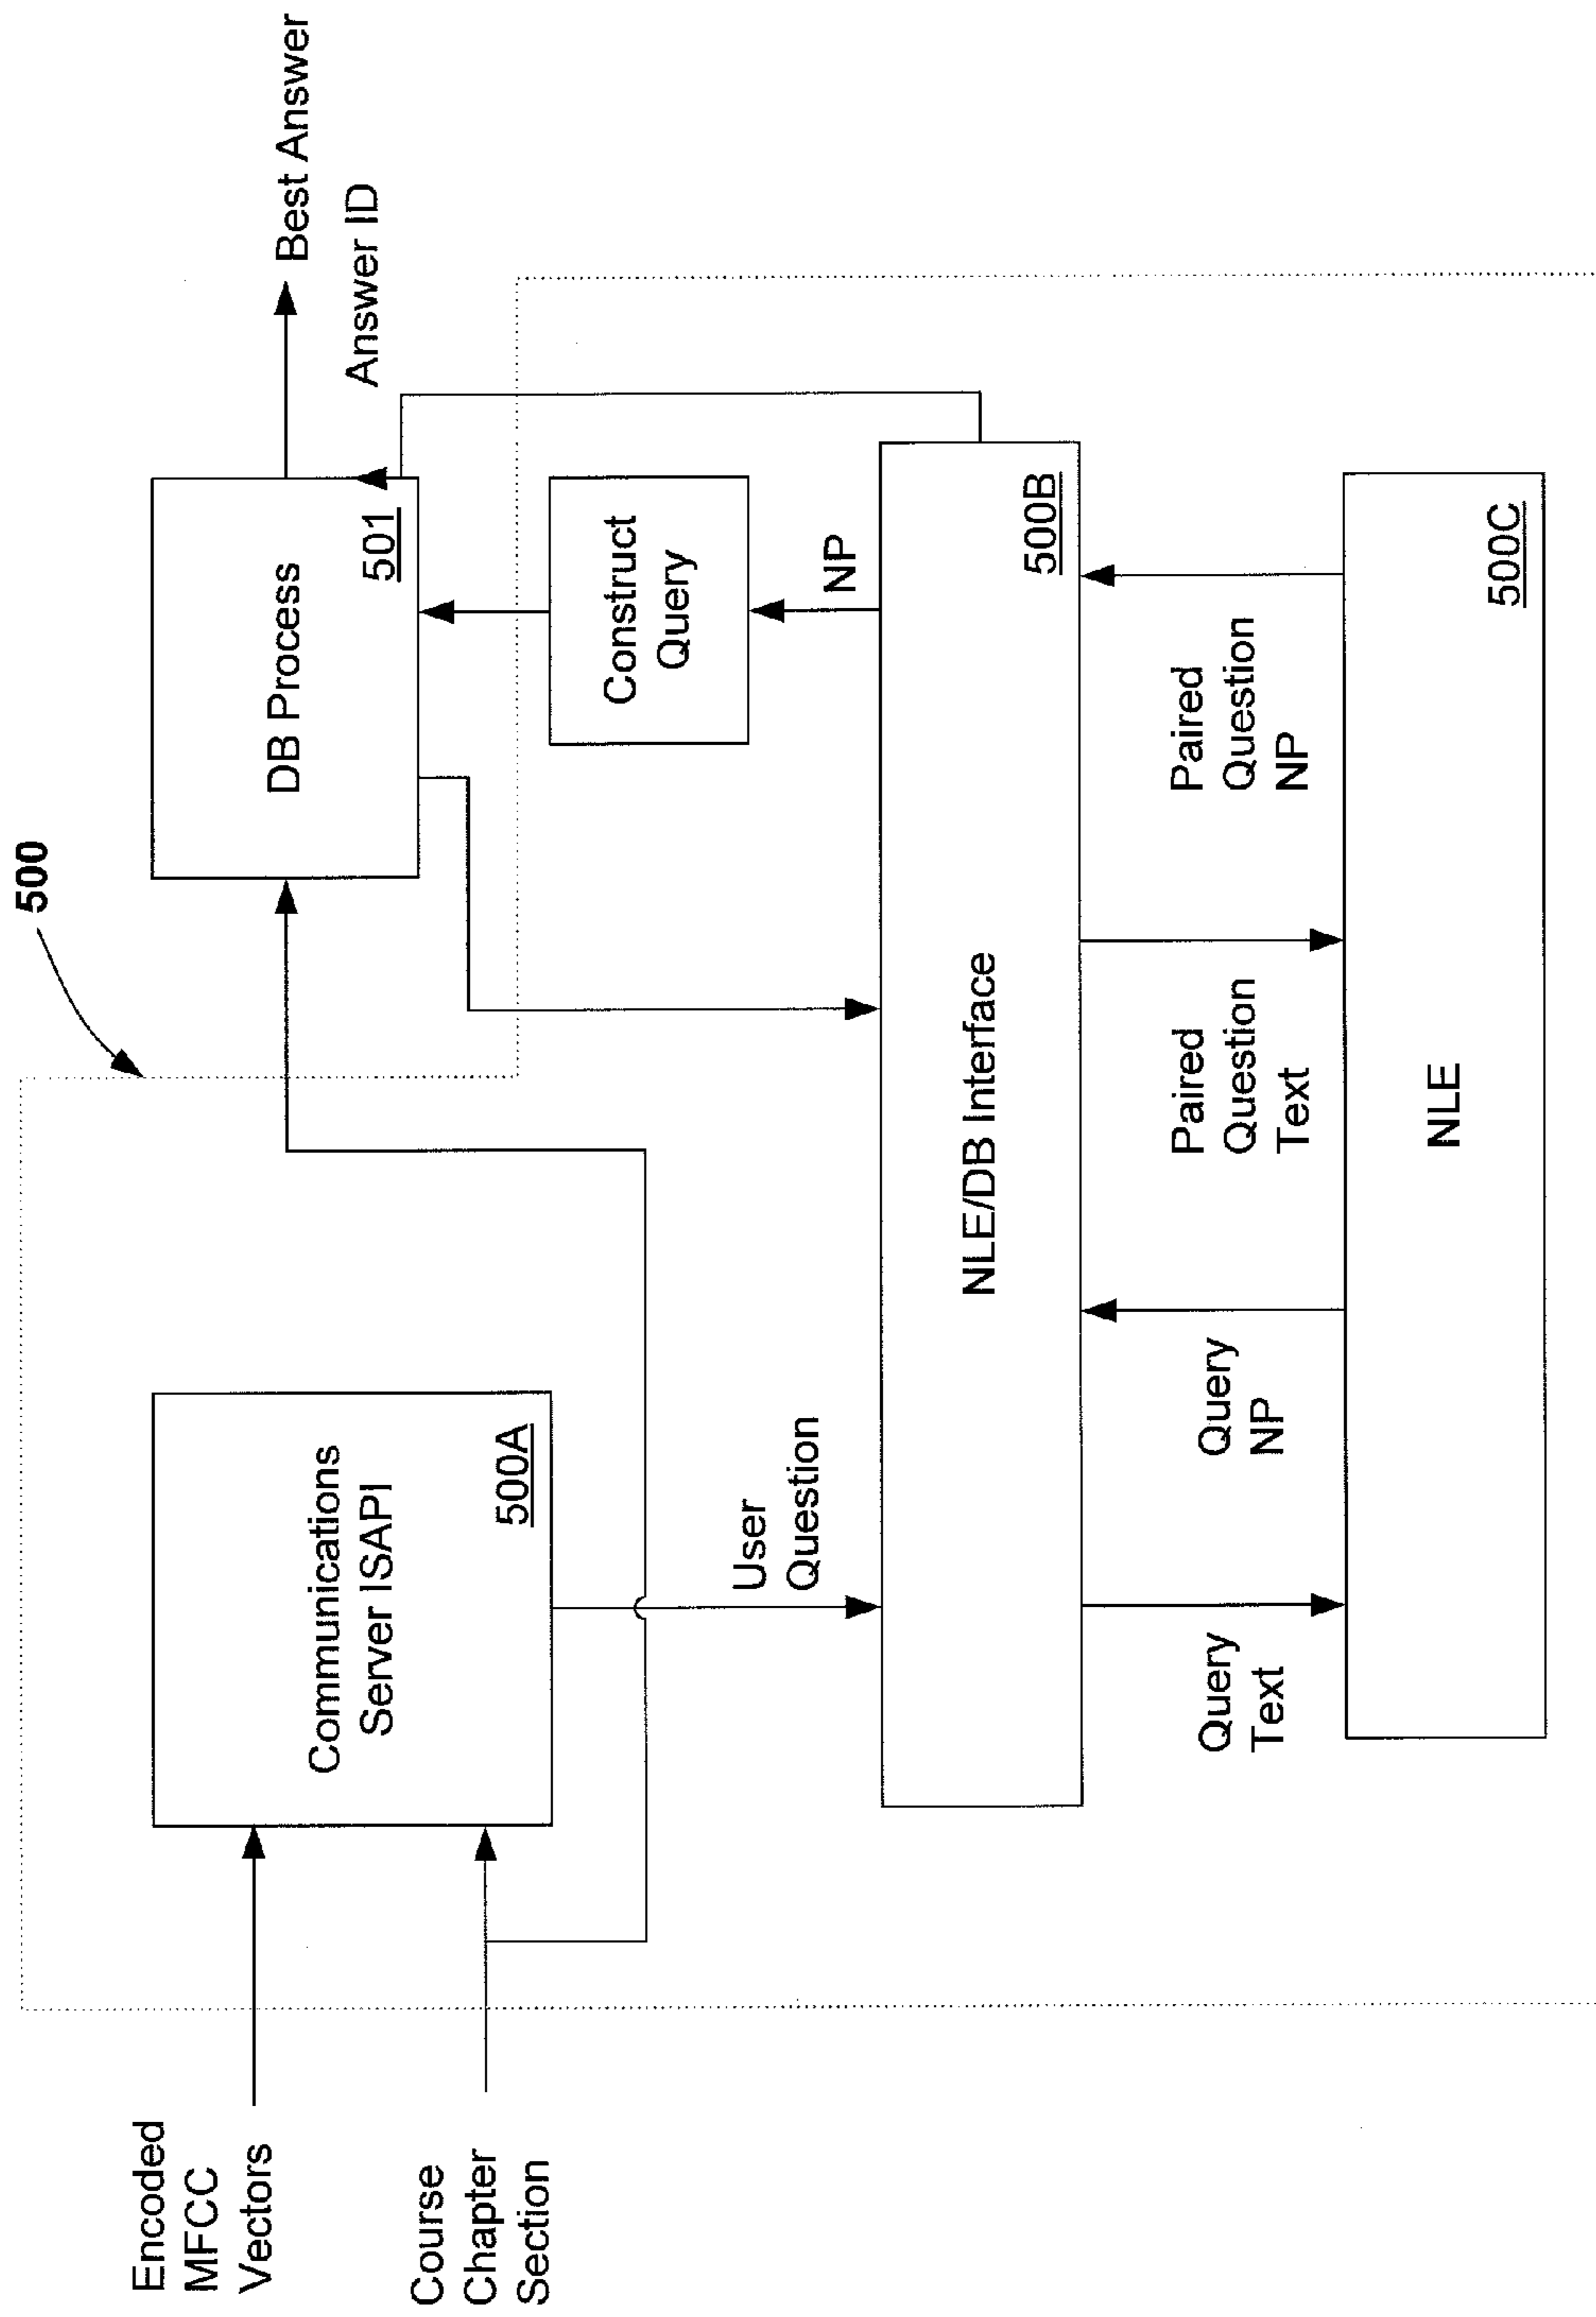 500
Encoded
MFCC
Vectors
Course
Chapter
Section
Communications
Server ISAPI
500A
DB Process
501
Best Answer
Answer ID
Construct
Query
NP
User
Question
NLE/DB Interface
500B
Query
Text
Query
NP
Paired
Question
Text
Paired
Question
NP
NLE
500C